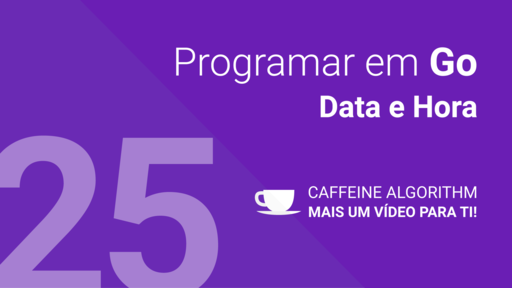 Programar em Go
Data e Hora
25
CAFFEINE ALGORITHM
MAIS UM VÍDEO PARA TI!